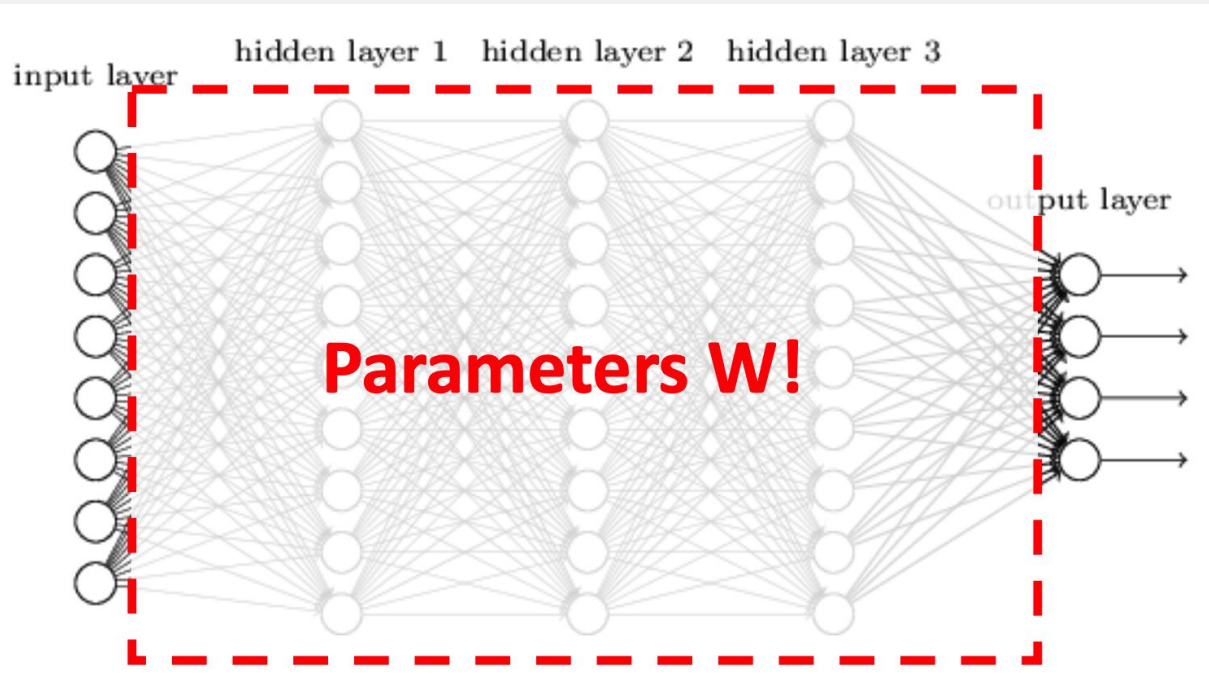 hidden layer 1 hidden layer 2 hidden layer 3
input layer
output layer
Parameters W!